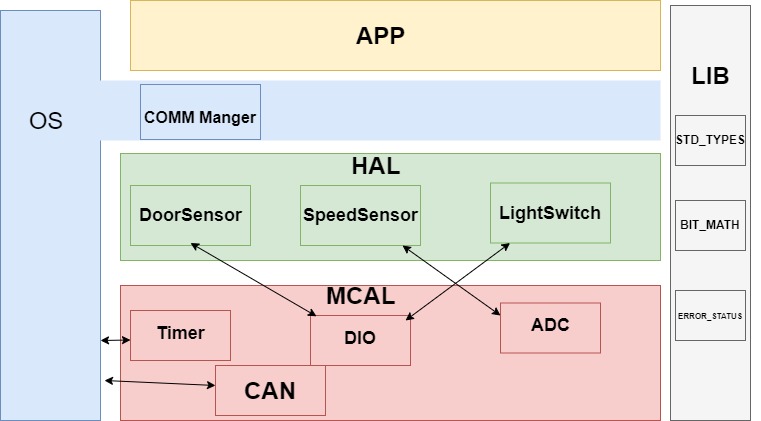 APP
OS
COMM Manger
HAL
DoorSensor
SpeedSensor
LightSwitch
MCAL
Timer
DIO
ADC
CAN
LIB
STD_TYPES
BIT_MATH
ERROR_STATUS